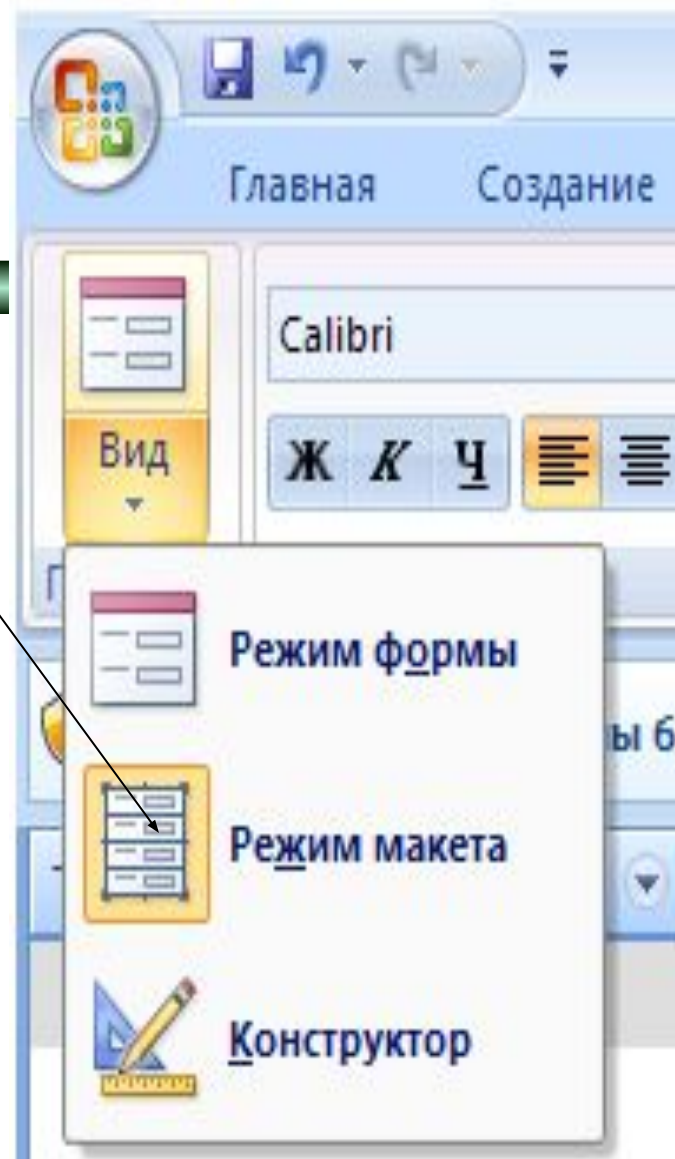 Главная Создание
Calibri
Вид
Ж К Ч
Режим формы
ы б
Режим макета
Конструктор